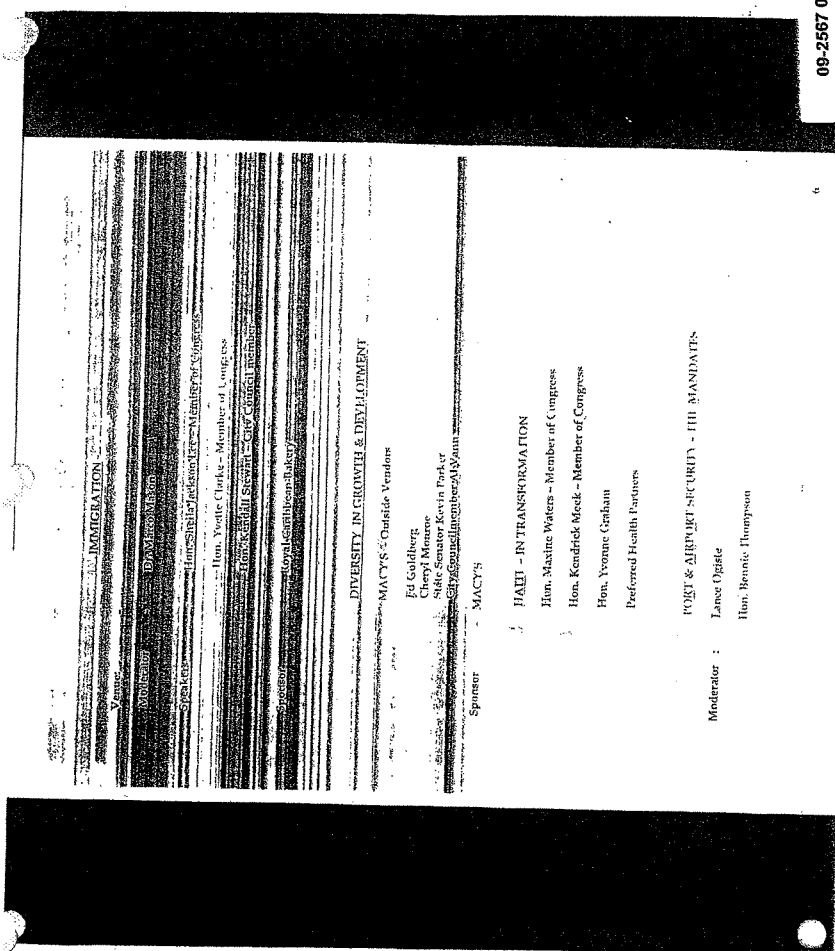 09-2567 0
IMMIGRATION
Venue
Moderator Dr. Marco Mason
Speakers Hon. Sheila Jackson Lee - Member of Congress
Hon. Yvette Clarke - Member of Congress
Hon. Kendall Stewart - City Council member
Sponsor Royal Caribbean Bakery
DIVERSITY IN GROWTH & DEVELOPMENT
MACY'S - Outside Vendors
Ed Goldberg
Cheryl Monroe
State Senator Kevin Parker
City Councilmember Al Vann
Sponsor - MACY'S
HAITI - IN TRANSFORMATION
Hon. Maxine Waters - Member of Congress
Hon. Kendrick Meek - Member of Congress
Hon. Yvonne Graham
Preferred Health Partners
PORT & AIRPORT SECURITY - MANDATES
Moderator : Lance Ogiste
Hon. Bennie Thompson